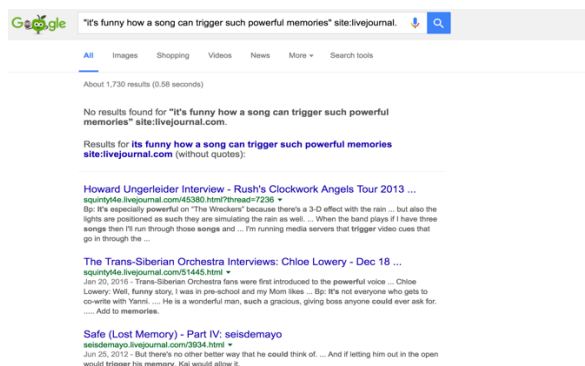 Google
"it's funny how a song can trigger such powerful memories" site:livejournal.
All Images Shopping Videos News More Search tools
About 1,730 results (0.58 seconds)
No results found for "it's funny how a song can trigger such powerful
memories" site:livejournal.com.
Results for its funny how a song can trigger such powerful memories
site:livejournal.com (without quotes):
Howard Ungerleider Interview - Rush's Clockwork Angels Tour 2013 ...
squintyt4e.livejournal.com/45380.html?thread=7236
Bp: It's especially powerful on "The Wreckers" because there's a 3-D effect with the rain ... but also the
lights are positioned as such they are simulating the rain as well. ... When the band plays if I have three
songs then I'll run through those songs and ... I'm running media servers that trigger video cues that
go in through the ...
The Trans-Siberian Orchestra Interviews: Chloe Lowery - Dec 18 ...
squintyt4e.livejournal.com/51445.html
Jan 20, 2016 - Trans-Siberian Orchestra fans were first introduced to the powerful voice ... Chloe
Lowery: Well, funny story, I was in pre-school and my Mom likes ... Bp: It's not everyone who gets to
co-write with Yanni. .... He is a wonderful man, such a gracious, giving boss anyone could ever ask for.
..... Add to memories.
Safe (Lost Memory) - Part IV: seisdemayo
seisdemayo.livejournal.com/3934.html
Jun 25, 2012 - But there's no other better way that he could think of. ... And if letting him out in the open
would trigger his memory, Kai would allow it.